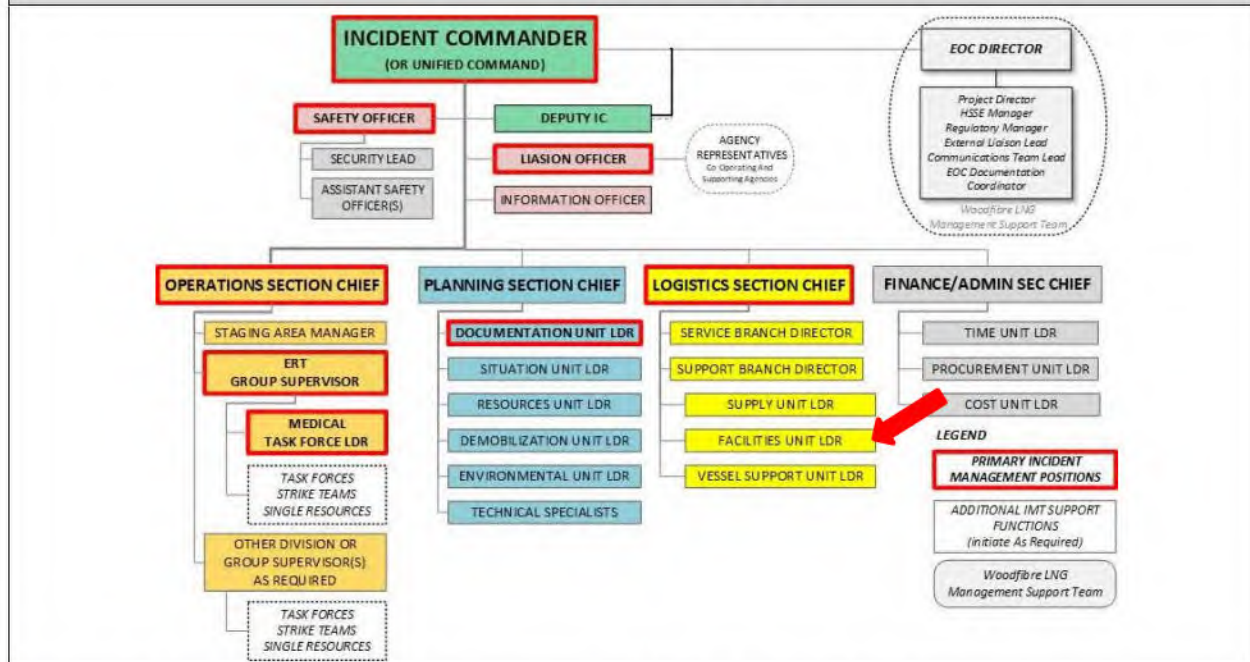 INCIDENT COMMANDER
(OR UNIFIED COMMAND)
EOC DIRECTOR
Project Director
HSSE Manager
Regulatory Manager
External Liaison Lead
Communications Team Lead
EOC Documentation
Coordinator
Woodfibre LNG
Management Support Team
SAFETY OFFICER
DEPUTY IC
SECURITY LEAD
LIASION OFFICER
AGENCY
REPRESENTATIVES
Co Operating And
Supporting Agencies
ASSISTANT SAFETY
OFFICER(S)
INFORMATION OFFICER
OPERATIONS SECTION CHIEF
STAGING AREA MANAGER
ERT
GROUP SUPERVISOR
MEDICAL
TASK FORCE LDR
TASK FORCES
STRIKE TEAMS
SINGLE RESOURCES
OTHER DIVISION OR
GROUP SUPERVISOR(S)
AS REQUIRED
TASK FORCES
STRIKE TEAMS
SINGLE RESOURCES
PLANNING SECTION CHIEF
DOCUMENTATION UNIT LDR
SITUATION UNIT LDR
RESOURCES UNIT LDR
DEMOBILIZATION UNIT LDR
ENVIRONMENTAL UNIT LDR
TECHNICAL SPECIALISTS
LOGISTICS SECTION CHIEF
SERVICE BRANCH DIRECTOR
SUPPORT BRANCH DIRECTOR
SUPPLY UNIT LDR
FACILITIES UNIT LDR
VESSEL SUPPORT UNIT LDR
FINANCE/ADMIN SEC CHIEF
TIME UNIT LDR
PROCUREMENT UNIT LDR
COST UNIT LDR
LEGEND
PRIMARY INCIDENT
MANAGEMENT POSITIONS
ADDITIONAL IMT SUPPORT
FUNCTIONS
(initiate As Required)
Woodfibre LNG
Management Support Team